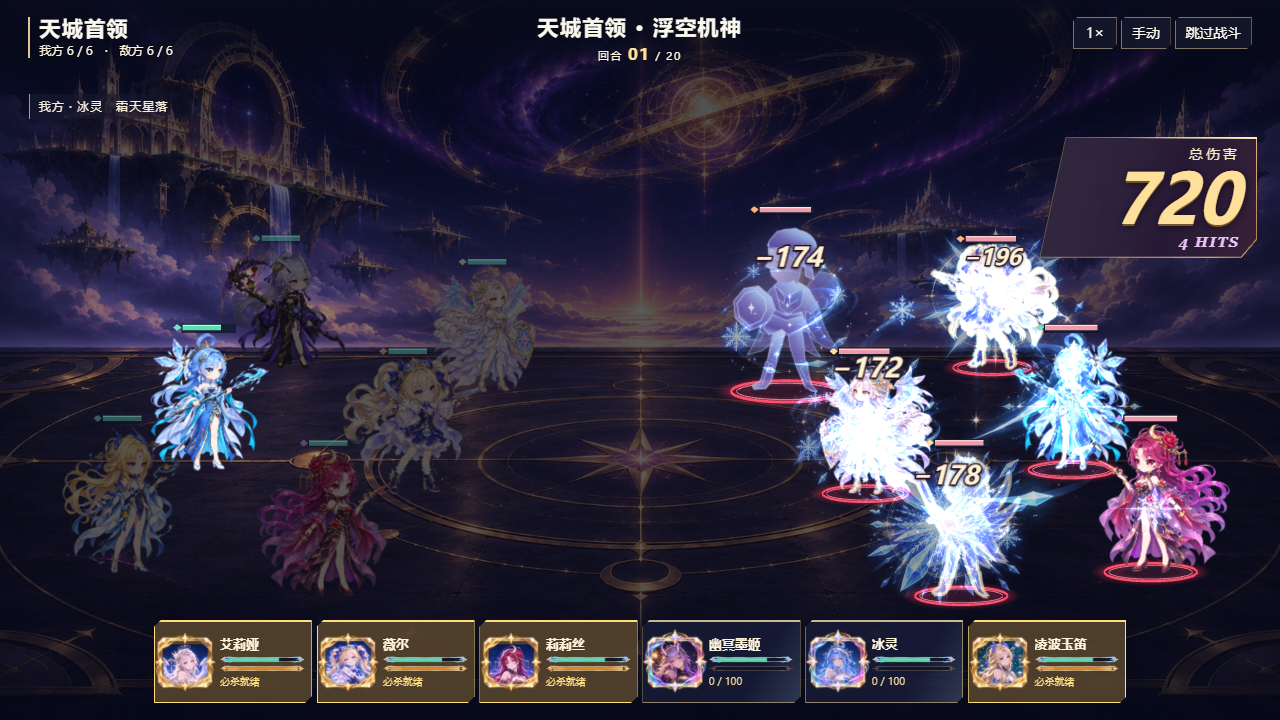 天城首领
我方 6 / 6 · 敌方 6 / 6
天城首领 · 浮空机神
回合 01 / 20
1×
手动
跳过战斗
我方 · 冰灵 霜天星落
总伤害
720
4 HITS
-174
-196
-172
-178
艾莉娅
必杀就绪
薇尔
必杀就绪
莉莉丝
必杀就绪
幽冥墨姬
0 / 100
冰灵
0 / 100
凌波玉笛
必杀就绪